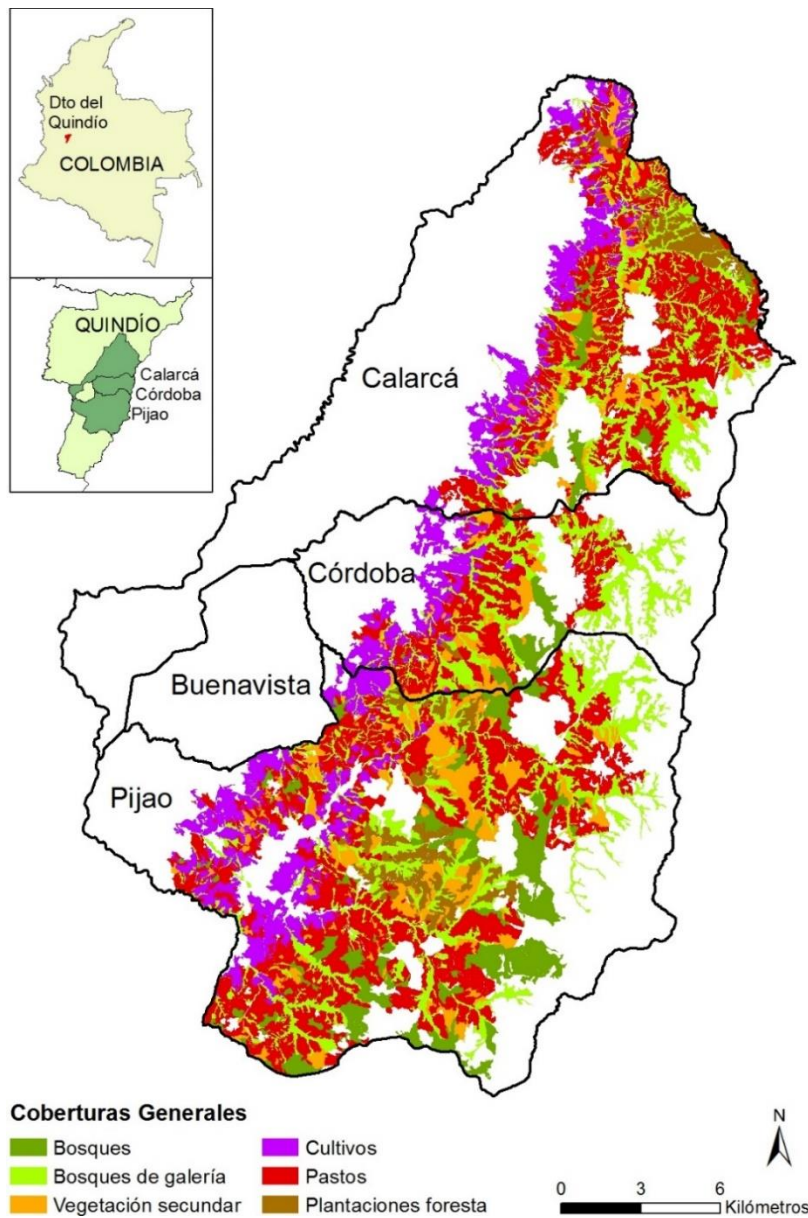 Dto del
Quindío
COLOMBIA
QUINDÍO
Calarcá
Córdoba
Pijao
Calarcá
Córdoba
Buenavista
Pijao
Coberturas Generales
Bosques
Bosques de galería
Vegetación secundar
Cultivos
Pastos
Plantaciones foresta
N
0 3 6
Kilómetros